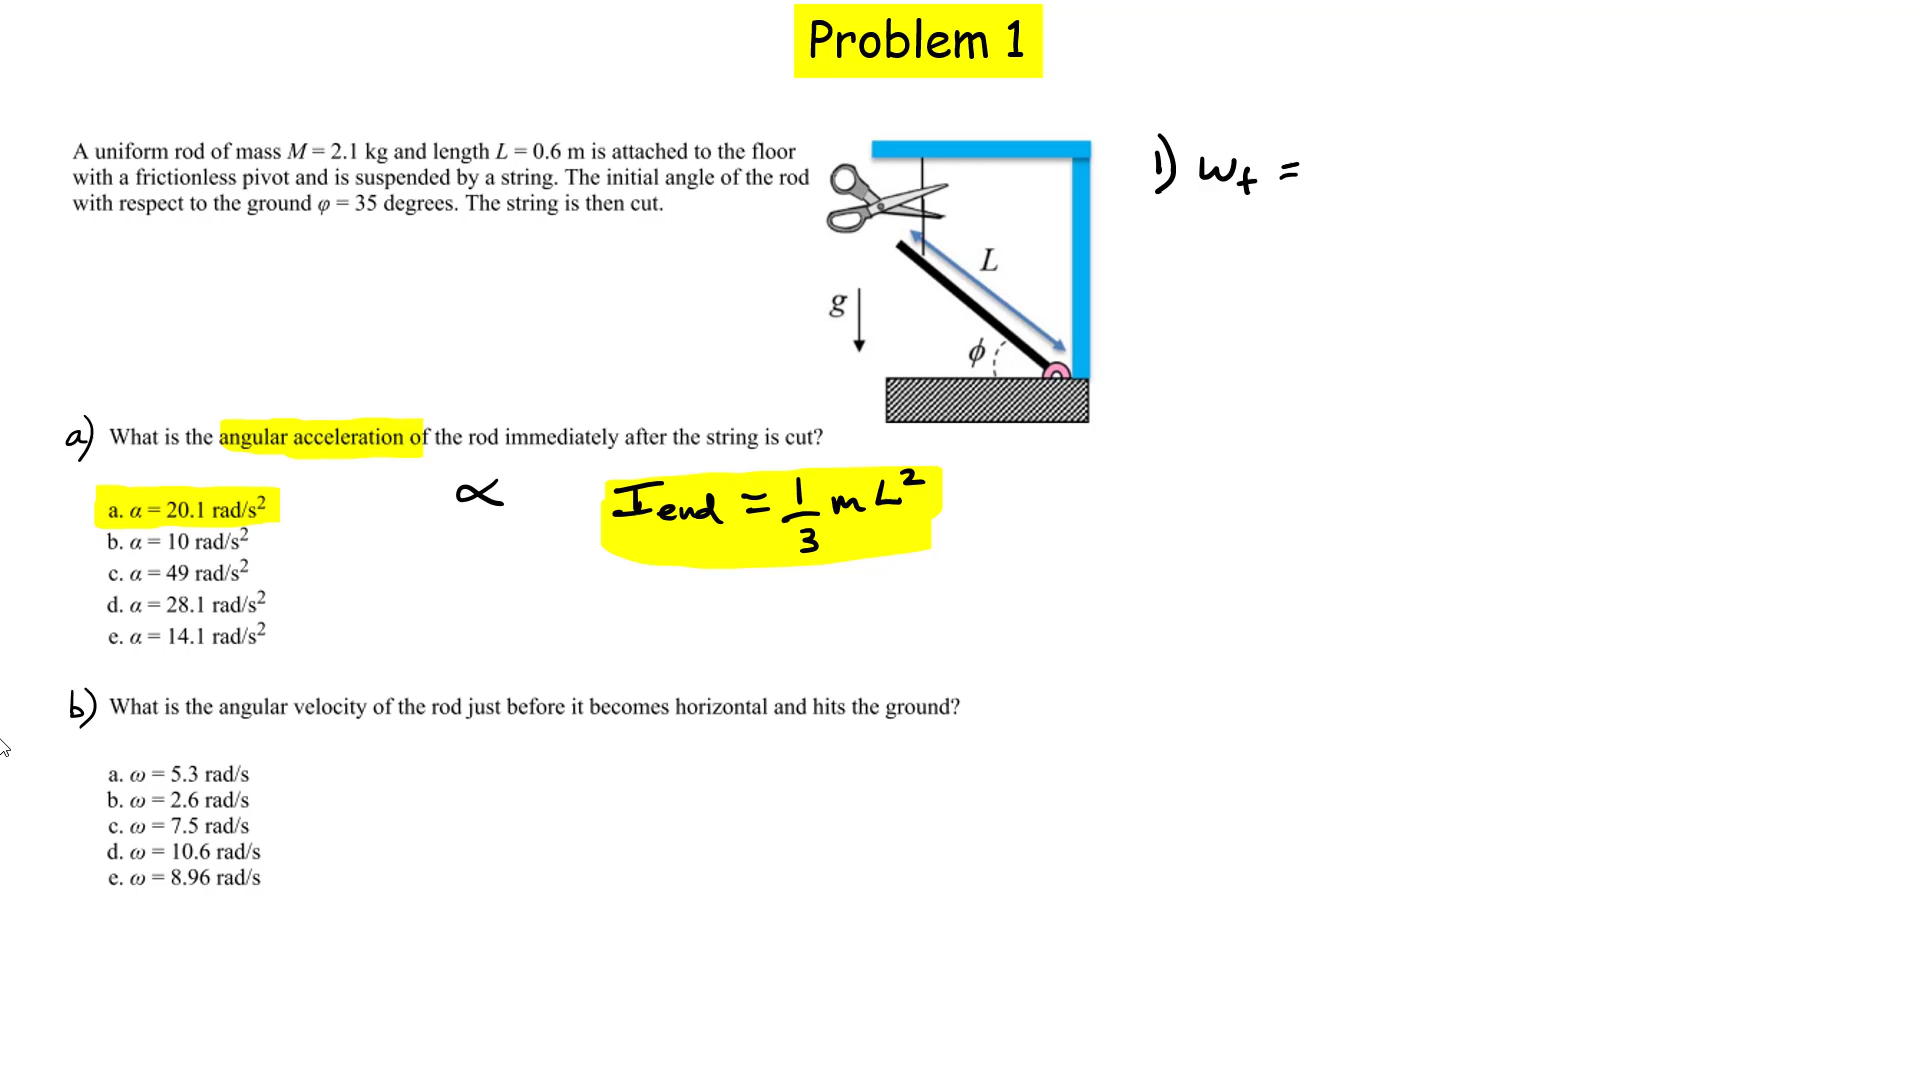 Problem 1
A uniform rod of mass M = 2.1 kg and length L = 0.6 m is attached to the floor
with a frictionless pivot and is suspended by a string. The initial angle of the rod
with respect to the ground φ = 35 degrees. The string is then cut.
L
g
ϕ
1) ω_f =
a) What is the angular acceleration of the rod immediately after the string is cut?
a. α = 20.1 rad/s²
b. α = 10 rad/s²
c. α = 49 rad/s²
d. α = 28.1 rad/s²
e. α = 14.1 rad/s²
∝
I_end = 1/3 m L²
b) What is the angular velocity of the rod just before it becomes horizontal and hits the ground?
a. ω = 5.3 rad/s
b. ω = 2.6 rad/s
c. ω = 7.5 rad/s
d. ω = 10.6 rad/s
e. ω = 8.96 rad/s